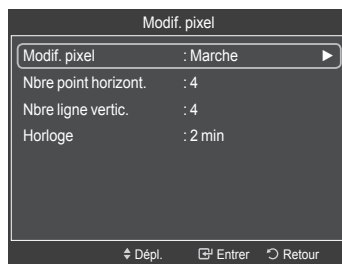 Modif. pixel
Modif. pixel : Marche
Nbre point horizont. : 4
Nbre ligne vertic. : 4
Horloge : 2 min
Dépl. Entrer Retour